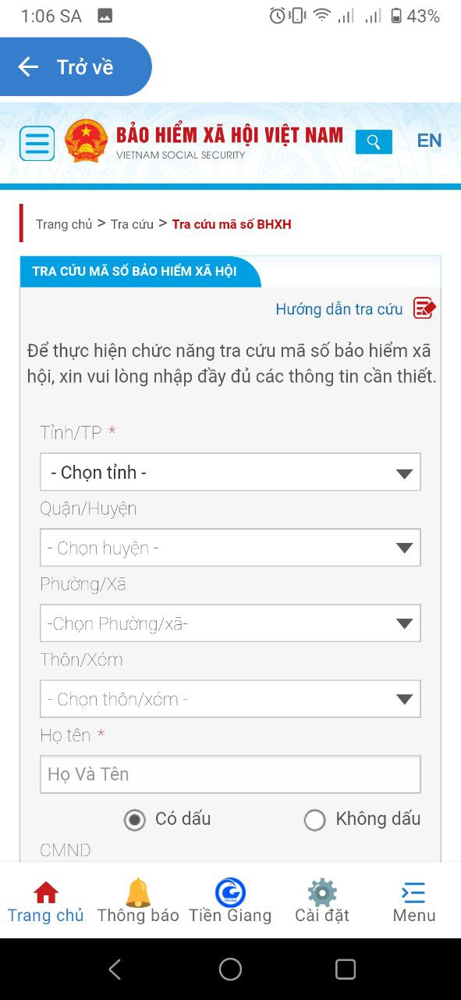 1:06 SA
43%
Trở về
BẢO HIỂM XÃ HỘI VIỆT NAM
VIETNAM SOCIAL SECURITY
EN
Trang chủ > Tra cứu > Tra cứu mã số BHXH
TRA CỨU MÃ SỐ BẢO HIỂM XÃ HỘI
Hướng dẫn tra cứu
Để thực hiện chức năng tra cứu mã số bảo hiểm xã
hội, xin vui lòng nhập đầy đủ các thông tin cần thiết.
Tỉnh/TP *
- Chọn tỉnh -
Quận/Huyện
- Chọn huyện -
Phường/Xã
-Chọn Phường/xã-
Thôn/Xóm
- Chọn thôn/xóm -
Họ tên *
Họ Và Tên
Có dấu Không dấu
CMND
Trang chủ Thông báo Tiền Giang Cài đặt Menu